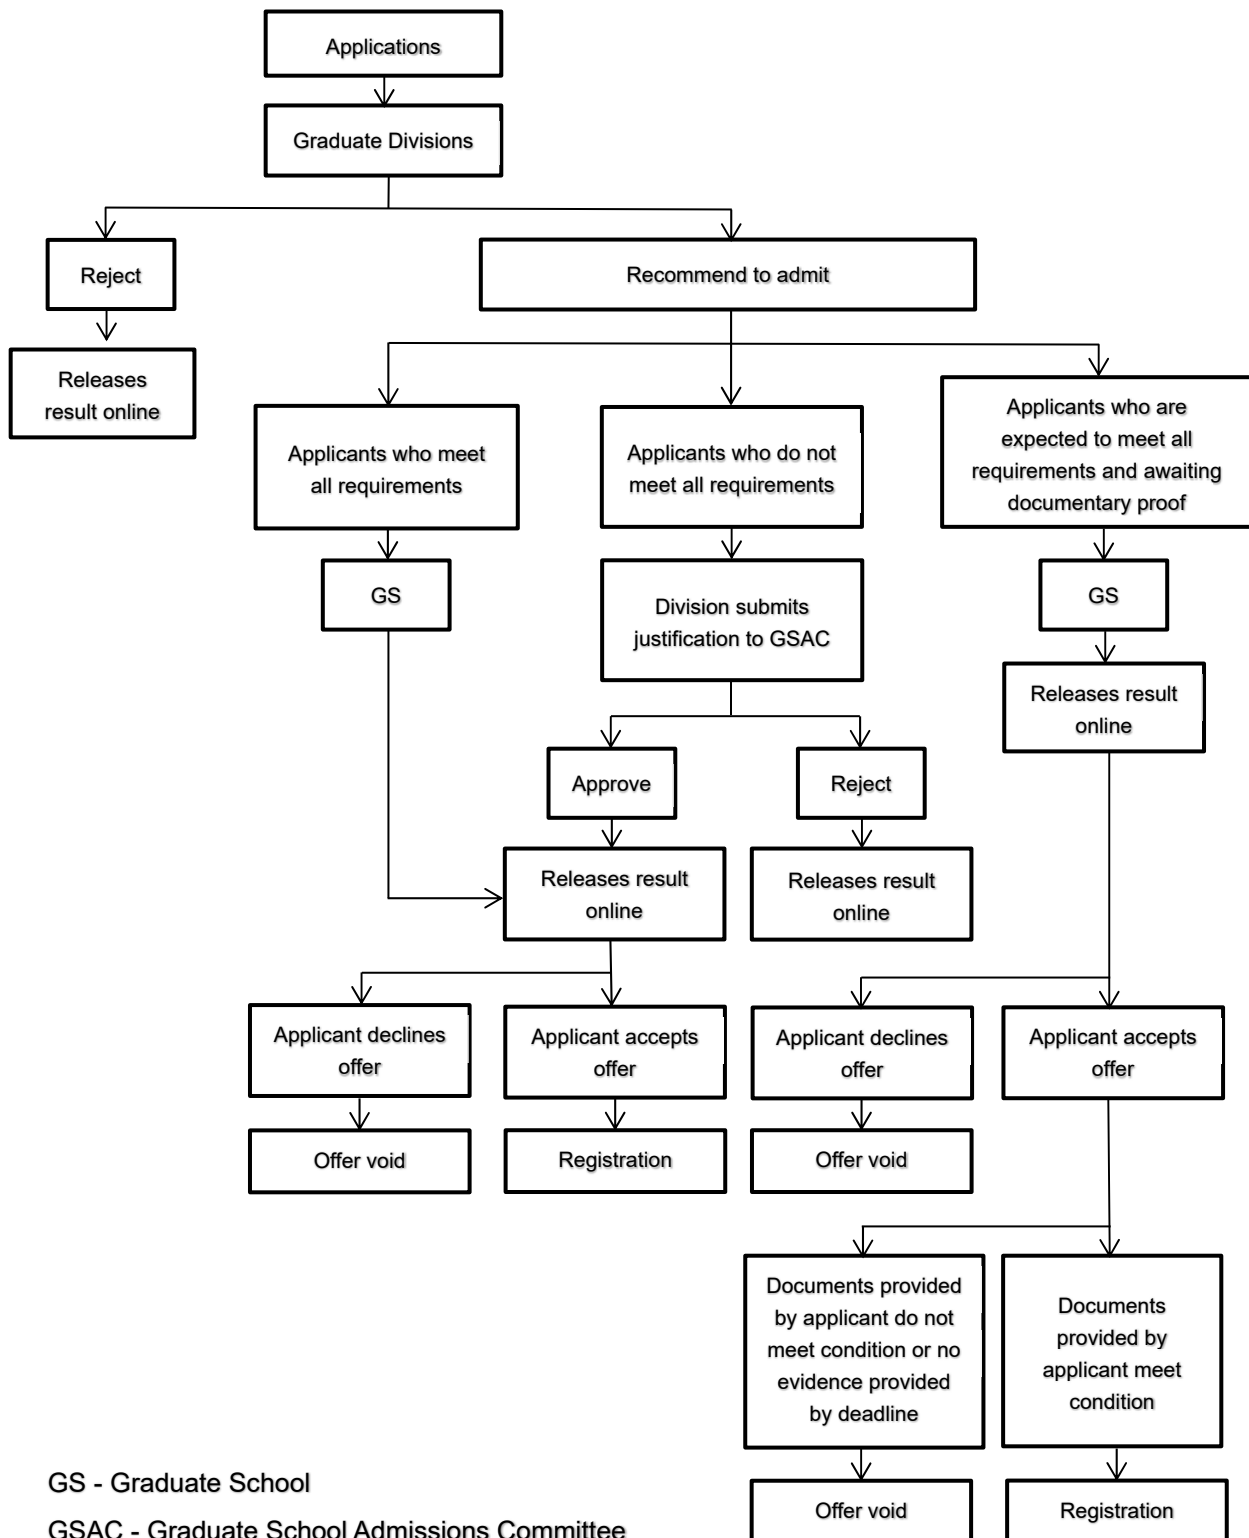 Applications
Graduate Divisions
Reject
Recommend to admit
Releases
result online
Applicants who meet
all requirements
Applicants who do not
meet all requirements
Applicants who are
expected to meet all
requirements and awaiting
documentary proof
GS
Division submits
justification to GSAC
GS
Releases result
online
Approve
Reject
Releases result
online
Releases result
online
Applicant declines
offer
Applicant accepts
offer
Applicant declines
offer
Applicant accepts
offer
Offer void
Registration
Offer void
Documents provided
by applicant do not
meet condition or no
evidence provided
by deadline
Documents
provided by
applicant meet
condition
Offer void
Registration
GS - Graduate School
GSAC - Graduate School Admissions Committee